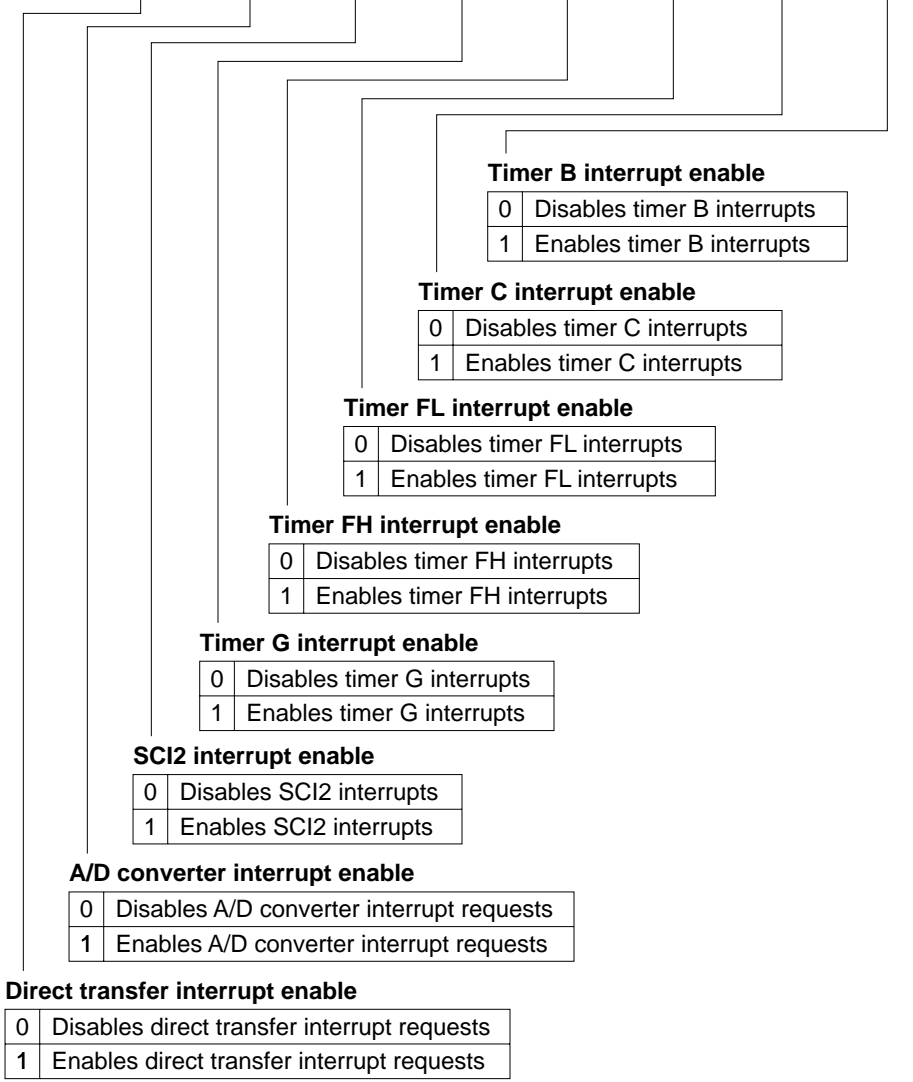 Timer B interrupt enable
0 Disables timer B interrupts
1 Enables timer B interrupts
Timer C interrupt enable
0 Disables timer C interrupts
1 Enables timer C interrupts
Timer FL interrupt enable
0 Disables timer FL interrupts
1 Enables timer FL interrupts
Timer FH interrupt enable
0 Disables timer FH interrupts
1 Enables timer FH interrupts
Timer G interrupt enable
0 Disables timer G interrupts
1 Enables timer G interrupts
SCI2 interrupt enable
0 Disables SCI2 interrupts
1 Enables SCI2 interrupts
A/D converter interrupt enable
0 Disables A/D converter interrupt requests
1 Enables A/D converter interrupt requests
Direct transfer interrupt enable
0 Disables direct transfer interrupt requests
1 Enables direct transfer interrupt requests